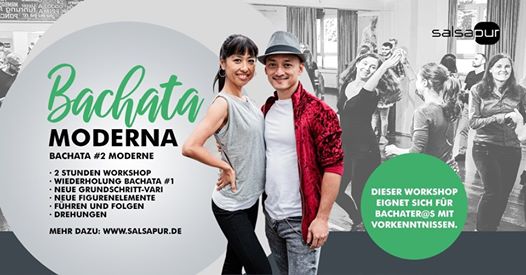 salsapur
Bachata
MODERNA
BACHATA #2 MODERNE
· 2 STUNDEN WORKSHOP
· WIEDERHOLUNG BACHATA #1
· NEUE GRUNDSCHRITT-VARI
· NEUE FIGURENELEMENTE
· FÜHREN UND FOLGEN
· DREHUNGEN
MEHR DAZU: WWW.SALSAPUR.DE
DIESER WORKSHOP
EIGNET SICH FÜR
BACHATER@S MIT
VORKENNTNISSEN.